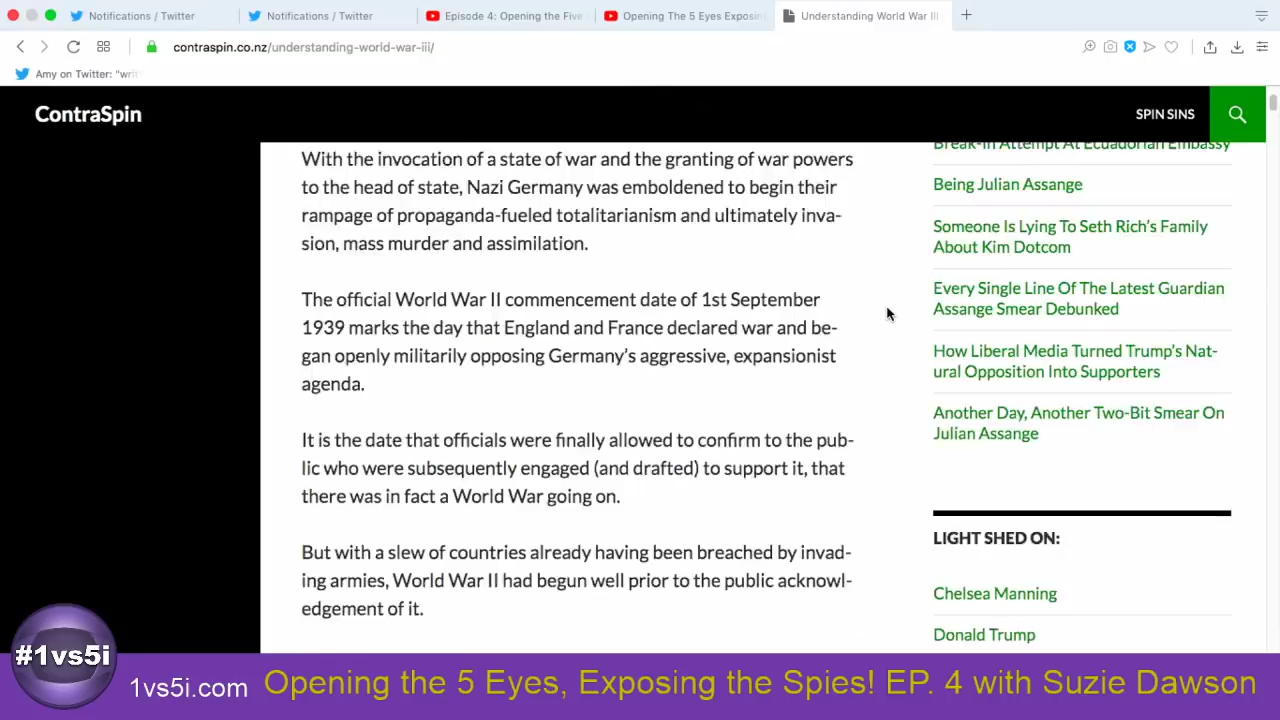 Notifications / Twitter
Notifications / Twitter
Episode 4: Opening the Five
Opening The 5 Eyes Exposin
Understanding World War III
contraspin.co.nz/understanding-world-war-iii/
Amy on Twitter: "writ
ContraSpin
SPIN SINS
With the invocation of a state of war and the granting of war powers
to the head of state, Nazi Germany was emboldened to begin their
rampage of propaganda-fueled totalitarianism and ultimately inva-
sion, mass murder and assimilation.
The official World War II commencement date of 1st September
1939 marks the day that England and France declared war and be-
gan openly militarily opposing Germany's aggressive, expansionist
agenda.
It is the date that officials were finally allowed to confirm to the pub-
lic who were subsequently engaged (and drafted) to support it, that
there was in fact a World War going on.
But with a slew of countries already having been breached by invad-
ing armies, World War II had begun well prior to the public acknowl-
edgement of it.
Break-In Attempt At Ecuadorian Embassy
Being Julian Assange
Someone Is Lying To Seth Rich's Family
About Kim Dotcom
Every Single Line Of The Latest Guardian
Assange Smear Debunked
How Liberal Media Turned Trump's Nat-
ural Opposition Into Supporters
Another Day, Another Two-Bit Smear On
Julian Assange
LIGHT SHED ON:
Chelsea Manning
Donald Trump
#1vs5i
1vs5i.com
Opening the 5 Eyes, Exposing the Spies! EP. 4 with Suzie Dawson